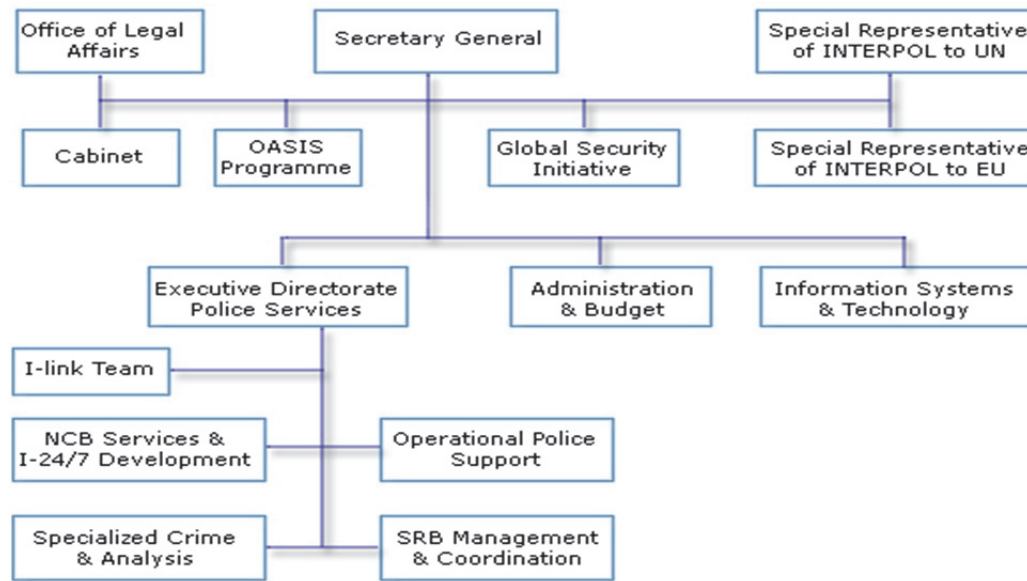 Office of Legal
Affairs
Secretary General
Special Representative
of INTERPOL to UN
Cabinet
OASIS
Programme
Global Security
Initiative
Special Representative
of INTERPOL to EU
Executive Directorate
Police Services
Administration
& Budget
Information Systems
& Technology
I-link Team
NCB Services &
I-24/7 Development
Operational Police
Support
Specialized Crime
& Analysis
SRB Management
& Coordination